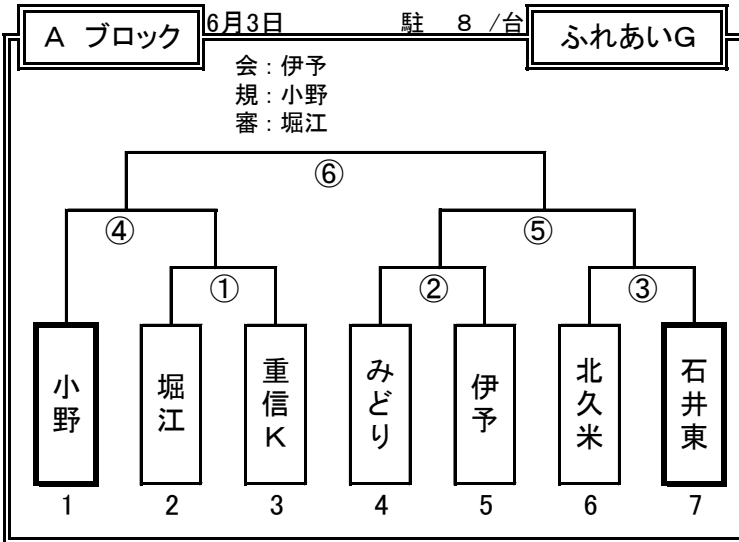 A ブロック 6月3日 駐 8 /台 ふれあいG
会：伊予
規：小野
審：堀江
⑥
④ ⑤
① ② ③
小野 堀江 重信K みどり 伊予 北久米 石井東
1 2 3 4 5 6 7